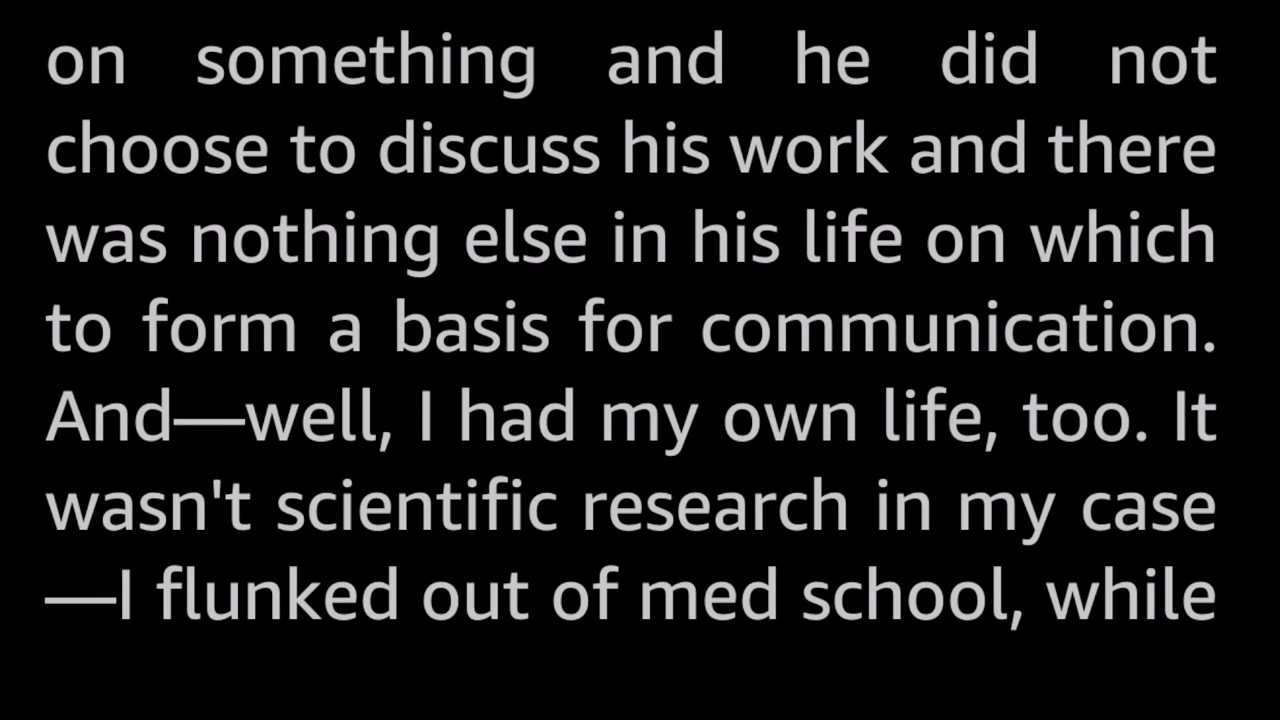 on something and he did not
choose to discuss his work and there
was nothing else in his life on which
to form a basis for communication.
And—well, I had my own life, too. It
wasn't scientific research in my case
—I flunked out of med school, while